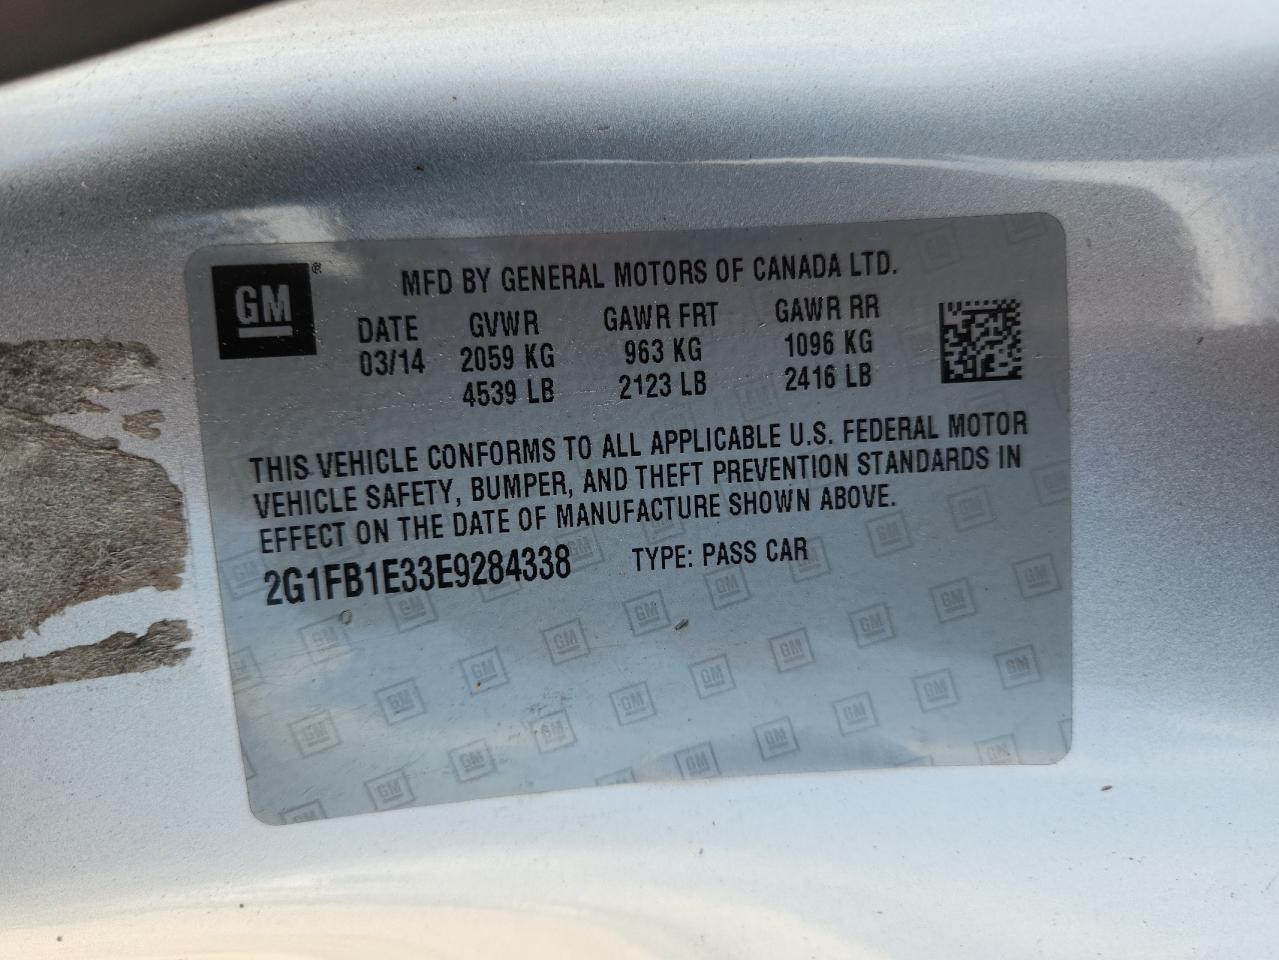 GM ®
MFD BY GENERAL MOTORS OF CANADA LTD.
DATE GVWR GAWR FRT GAWR RR
03/14 2059 KG 963 KG 1096 KG
4539 LB 2123 LB 2416 LB
THIS VEHICLE CONFORMS TO ALL APPLICABLE U.S. FEDERAL MOTOR
VEHICLE SAFETY, BUMPER, AND THEFT PREVENTION STANDARDS IN
EFFECT ON THE DATE OF MANUFACTURE SHOWN ABOVE.
2G1FB1E33E9284338 TYPE: PASS CAR